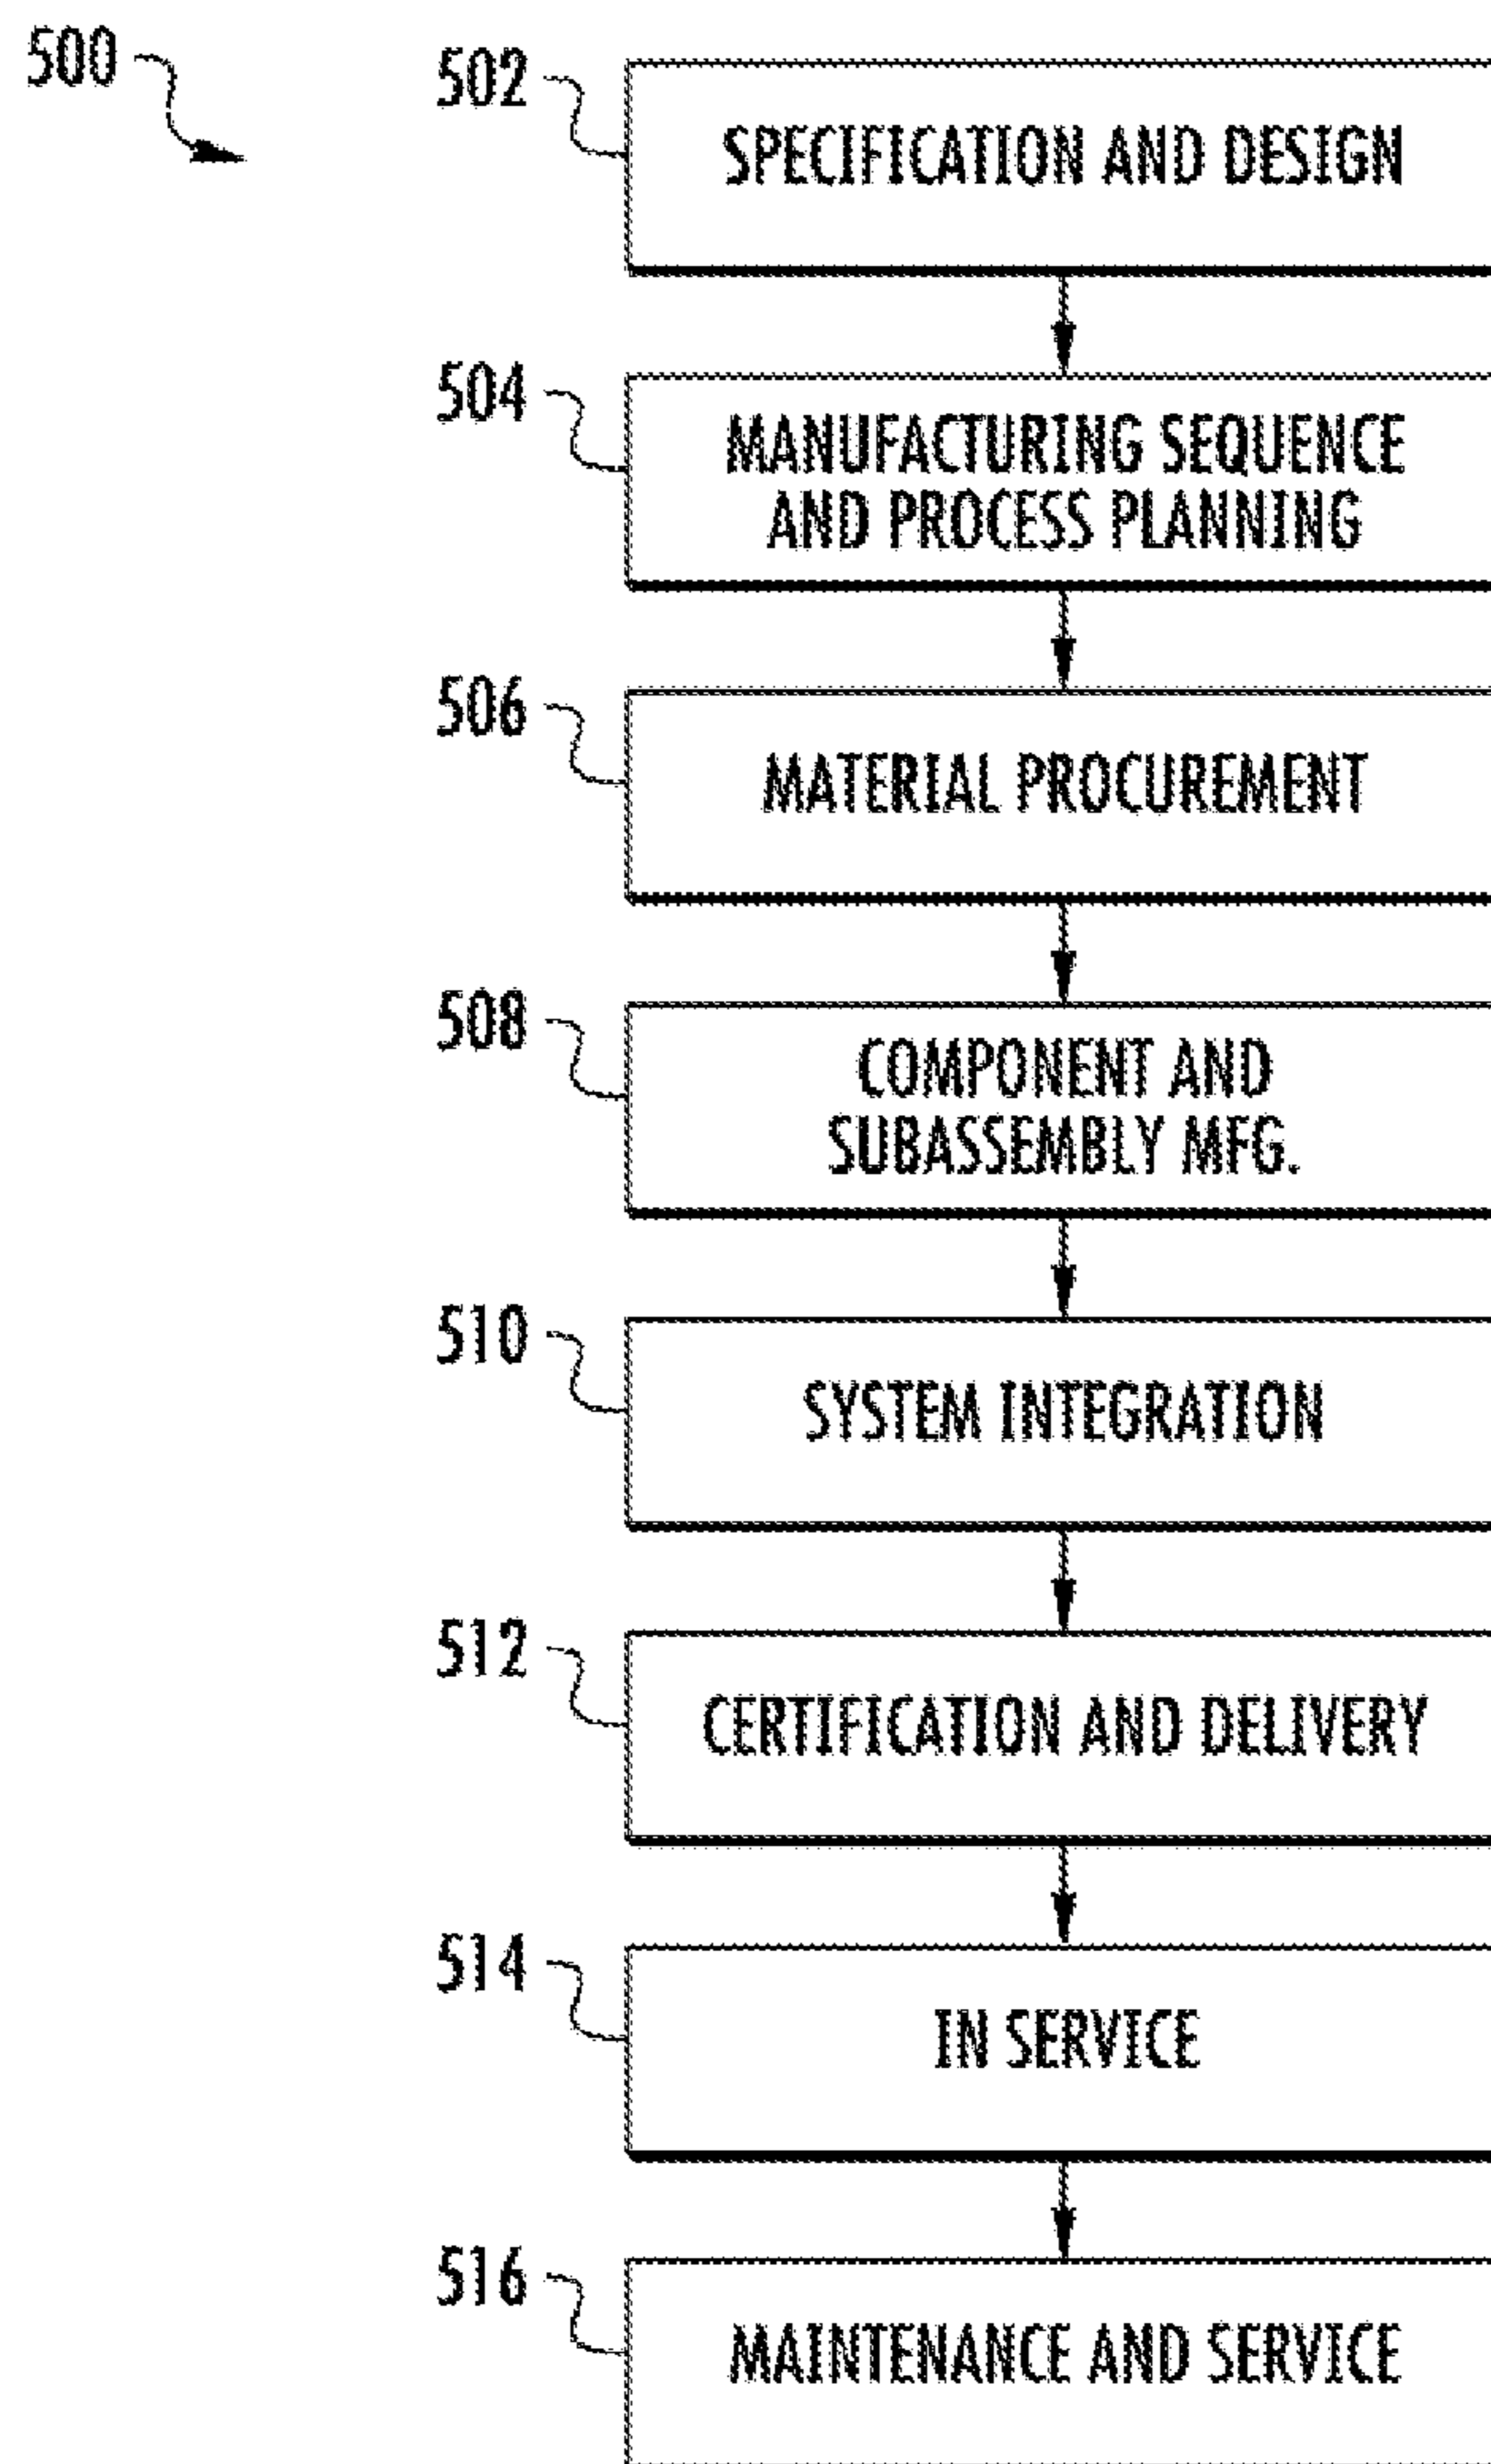 500
502
SPECIFICATION AND DESIGN
504
MANUFACTURING SEQUENCE
AND PROCESS PLANNING
506
MATERIAL PROCUREMENT
508
COMPONENT AND
SUBASSEMBLY MFG.
510
SYSTEM INTEGRATION
512
CERTIFICATION AND DELIVERY
514
IN SERVICE
516
MAINTENANCE AND SERVICE